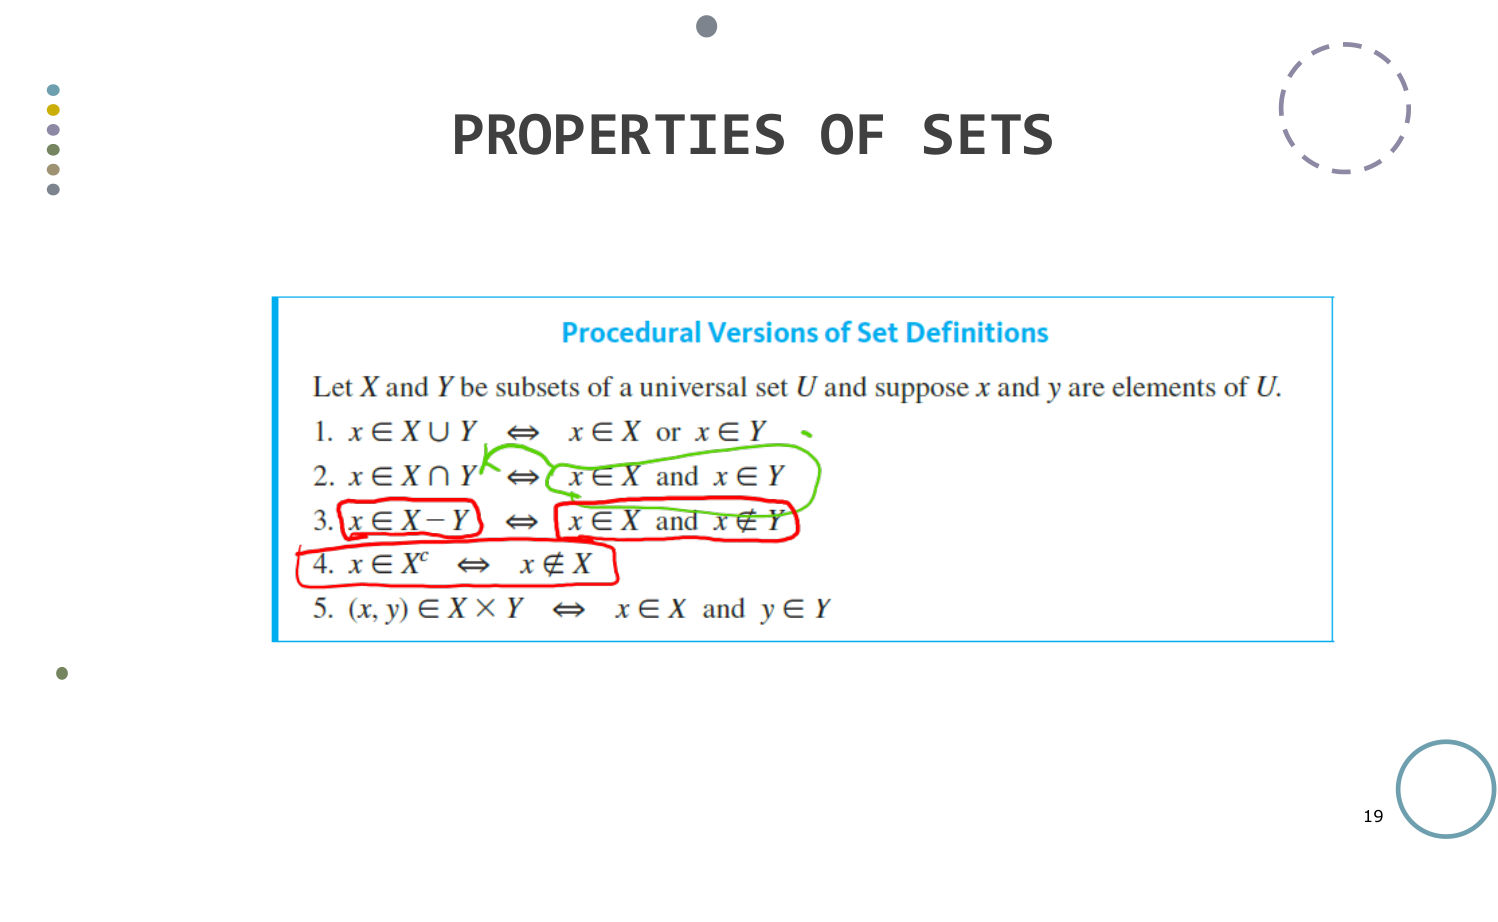 PROPERTIES OF SETS
Procedural Versions of Set Definitions
Let X and Y be subsets of a universal set U and suppose x and y are elements of U.
1. x ∈ X ∪ Y ⇔ x ∈ X or x ∈ Y
2. x ∈ X ∩ Y ⇔ x ∈ X and x ∈ Y
3. x ∈ X − Y ⇔ x ∈ X and x ∉ Y
4. x ∈ Xᶜ ⇔ x ∉ X
5. (x, y) ∈ X × Y ⇔ x ∈ X and y ∈ Y
19